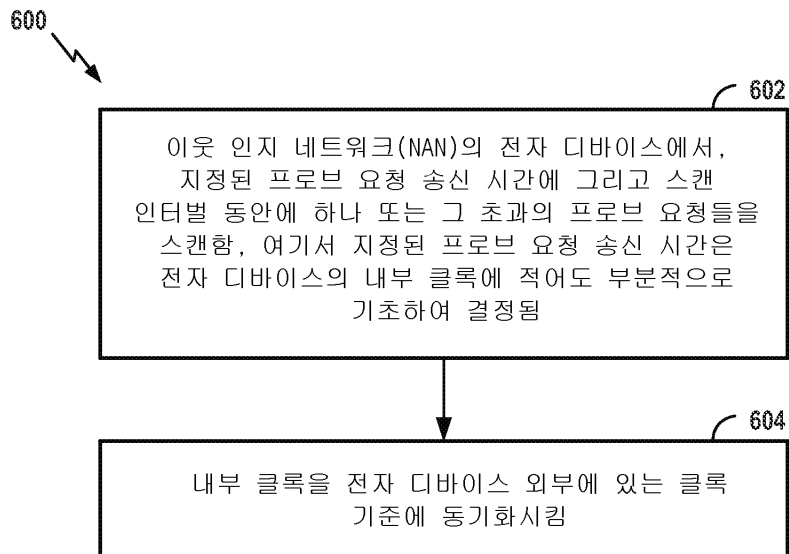 600
602
이웃 인지 네트워크(NAN)의 전자 디바이스에서,
지정된 프로브 요청 송신 시간에 그리고 스캔
인터벌 동안에 하나 또는 그 초과의 프로브 요청들을
스캔함, 여기서 지정된 프로브 요청 송신 시간은
전자 디바이스의 내부 클록에 적어도 부분적으로
기초하여 결정됨
604
내부 클록을 전자 디바이스 외부에 있는 클록
기준에 동기화시킴